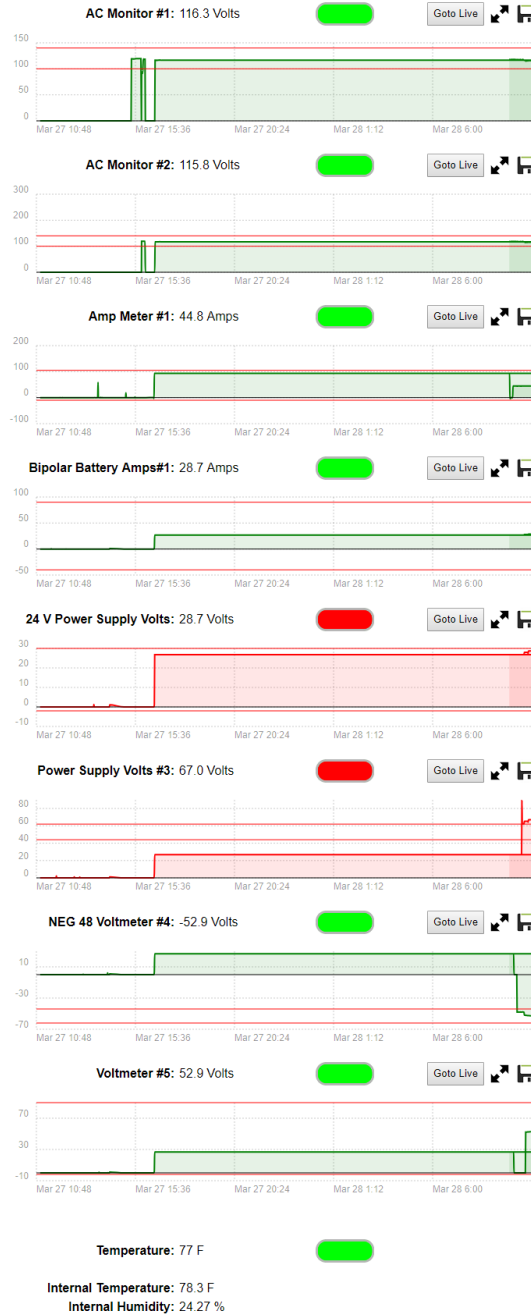 AC Monitor #1: 116.3 Volts Goto Live
150
100
50
0
Mar 27 10:48 Mar 27 15:36 Mar 27 20:24 Mar 28 1:12 Mar 28 6:00
AC Monitor #2: 115.8 Volts Goto Live
300
200
100
0
Mar 27 10:48 Mar 27 15:36 Mar 27 20:24 Mar 28 1:12 Mar 28 6:00
Amp Meter #1: 44.8 Amps Goto Live
200
100
0
-100
Mar 27 10:48 Mar 27 15:36 Mar 27 20:24 Mar 28 1:12 Mar 28 6:00
Bipolar Battery Amps#1: 28.7 Amps Goto Live
100
50
0
-50
Mar 27 10:48 Mar 27 15:36 Mar 27 20:24 Mar 28 1:12 Mar 28 6:00
24 V Power Supply Volts: 28.7 Volts Goto Live
30
20
10
0
-10
Mar 27 10:48 Mar 27 15:36 Mar 27 20:24 Mar 28 1:12 Mar 28 6:00
Power Supply Volts #3: 67.0 Volts Goto Live
80
60
40
20
0
Mar 27 10:48 Mar 27 15:36 Mar 27 20:24 Mar 28 1:12 Mar 28 6:00
NEG 48 Voltmeter #4: -52.9 Volts Goto Live
10
-30
-70
Mar 27 10:48 Mar 27 15:36 Mar 27 20:24 Mar 28 1:12 Mar 28 6:00
Voltmeter #5: 52.9 Volts Goto Live
70
30
-10
Mar 27 10:48 Mar 27 15:36 Mar 27 20:24 Mar 28 1:12 Mar 28 6:00
Temperature: 77 F
Internal Temperature: 78.3 F
Internal Humidity: 24.27 %